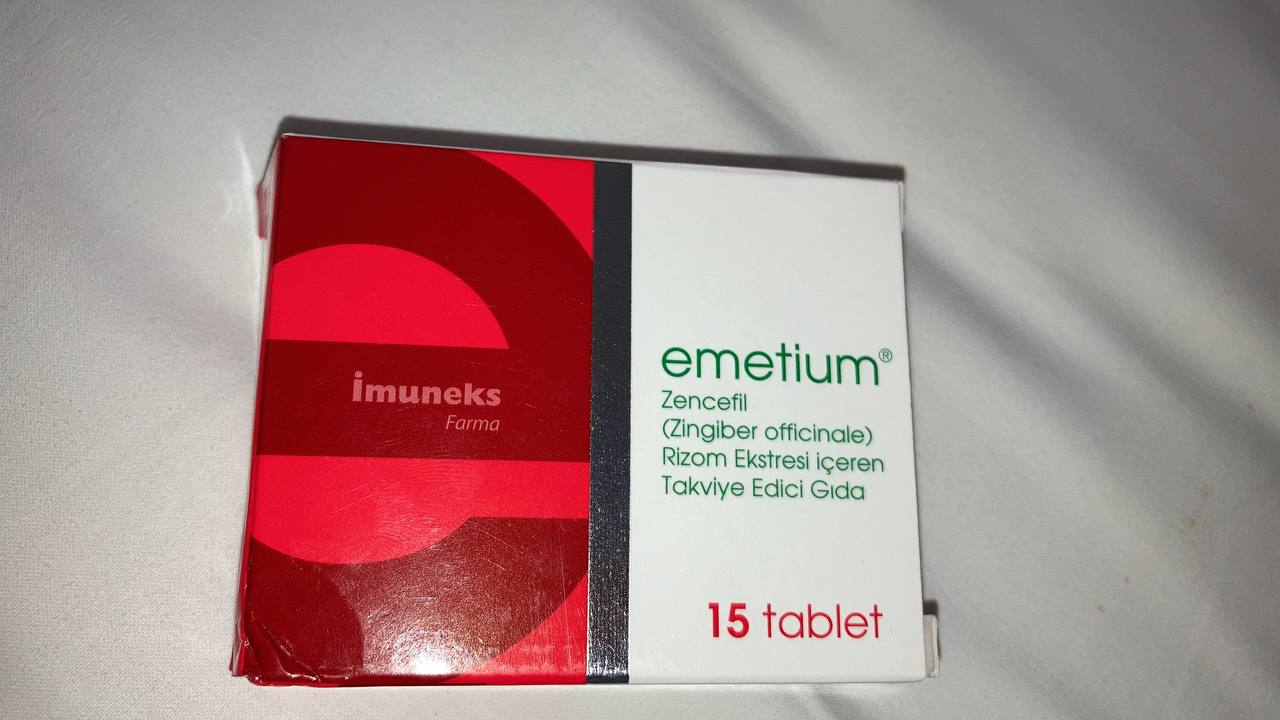 İmuneks
Farma
emetium®
Zencefil
(Zingiber officinale)
Rizom Ekstresi içeren
Takviye Edici Gıda
15 tablet